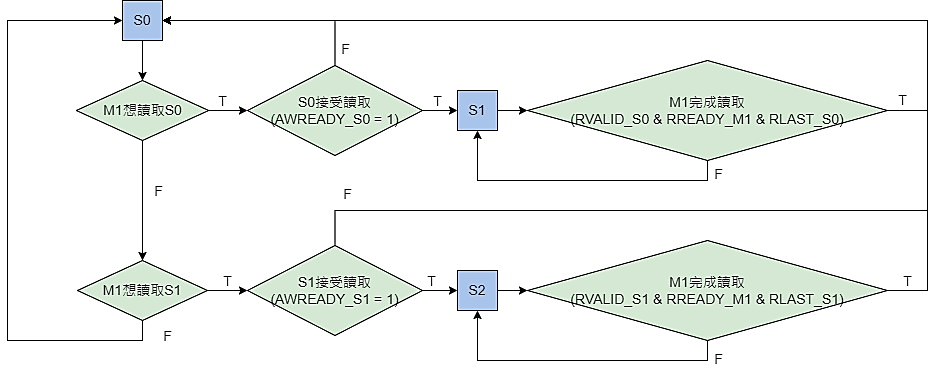 S0
F
M1想讀取S0
T
S0接受讀取
(AWREADY_S0 = 1)
T
S1
M1完成讀取
(RVALID_S0 & RREADY_M1 & RLAST_S0)
T
F
F
F
M1想讀取S1
T
S1接受讀取
(AWREADY_S1 = 1)
T
S2
M1完成讀取
(RVALID_S1 & RREADY_M1 & RLAST_S1)
T
F
F